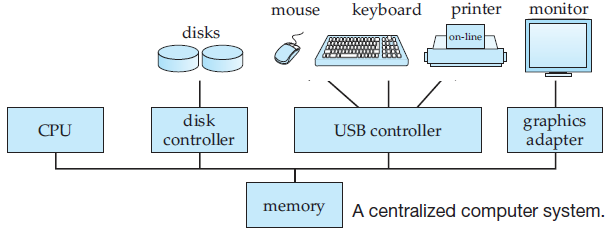 mouse keyboard printer monitor
disks
on-line
CPU
disk
controller
USB controller
graphics
adapter
memory
A centralized computer system.